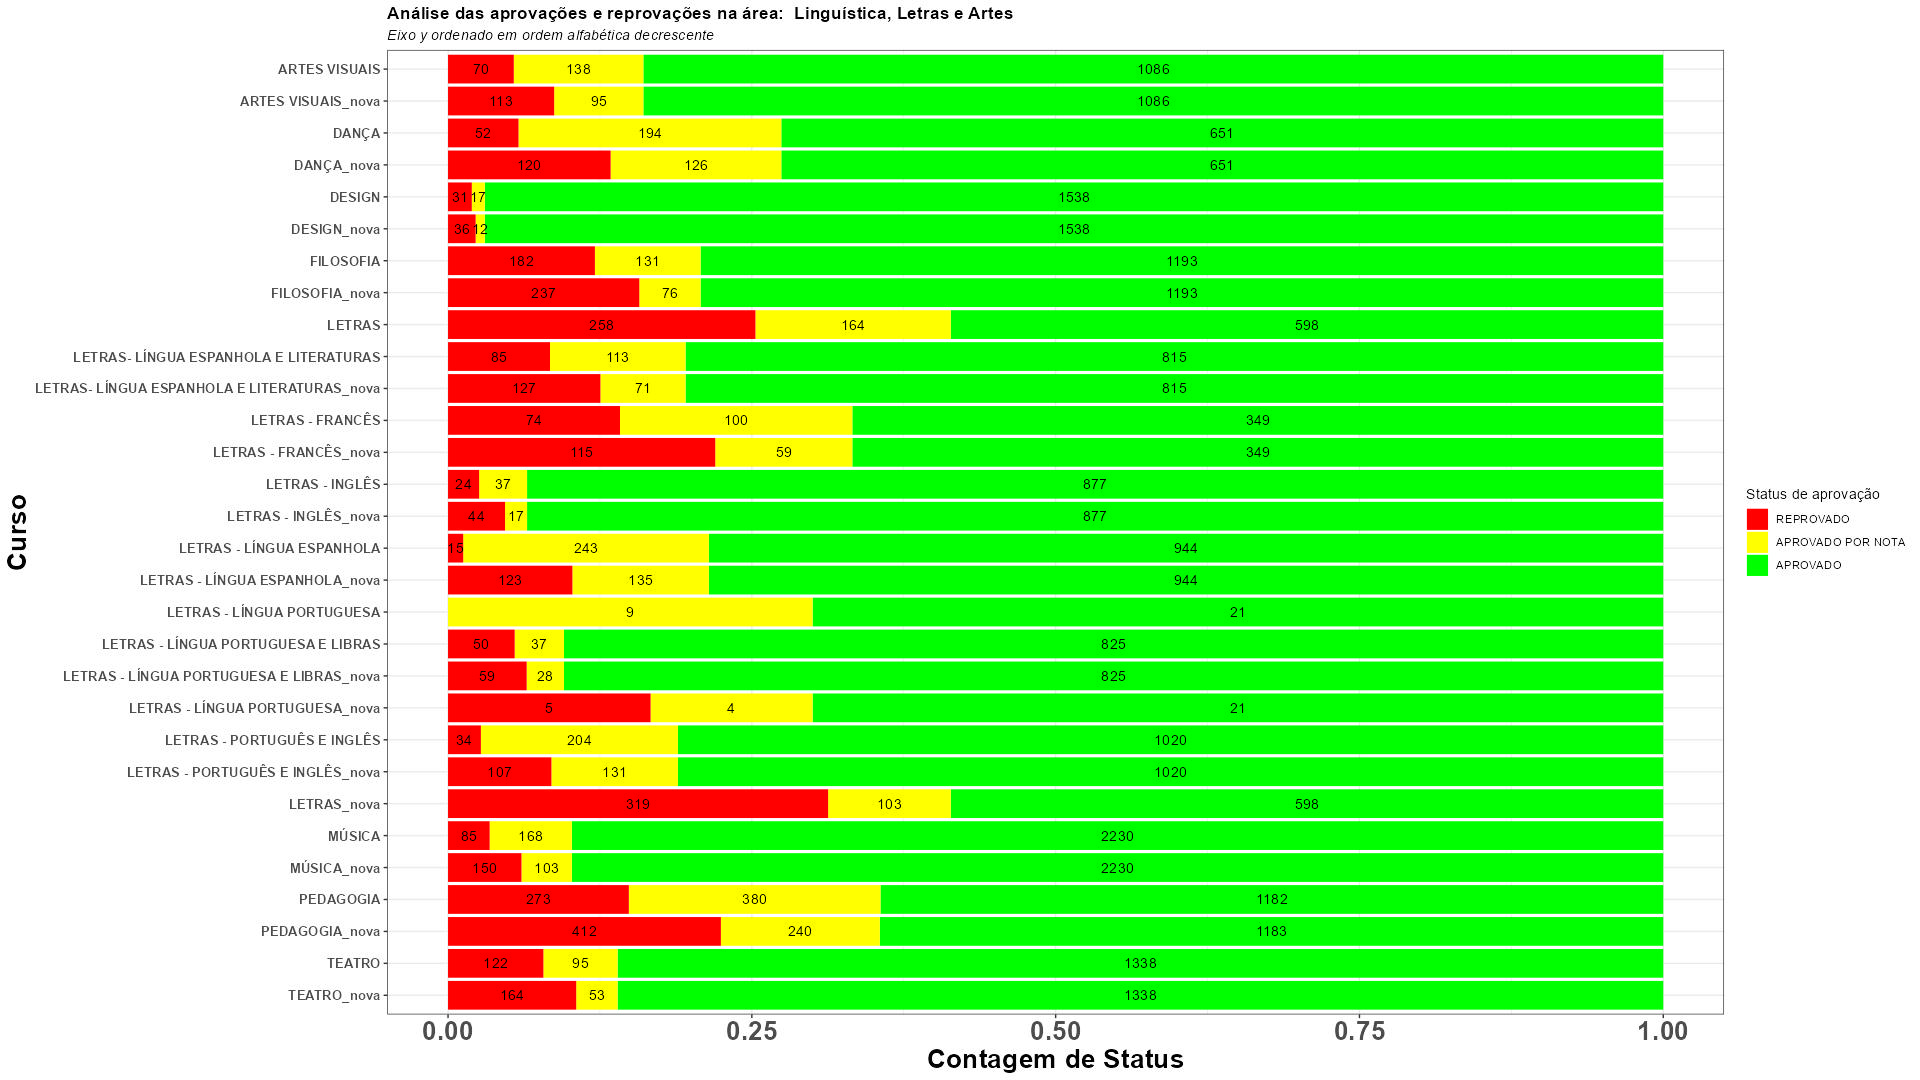 Análise das aprovações e reprovações na área:  Linguística, Letras e Artes
Eixo y ordenado em ordem alfabética decrescente
ARTES VISUAIS 70 138 1086
ARTES VISUAIS_nova 113 95 1086
DANÇA 52 194 651
DANÇA_nova 120 126 651
DESIGN 31 17 1538
DESIGN_nova 36 12 1538
FILOSOFIA 182 131 1193
FILOSOFIA_nova 237 76 1193
LETRAS 258 164 598
LETRAS- LÍNGUA ESPANHOLA E LITERATURAS 85 113 815
LETRAS- LÍNGUA ESPANHOLA E LITERATURAS_nova 127 71 815
LETRAS - FRANCÊS 74 100 349
LETRAS - FRANCÊS_nova 115 59 349
LETRAS - INGLÊS 24 37 877
LETRAS - INGLÊS_nova 44 17 877
LETRAS - LÍNGUA ESPANHOLA 15 243 944
LETRAS - LÍNGUA ESPANHOLA_nova 123 135 944
LETRAS - LÍNGUA PORTUGUESA 9 21
LETRAS - LÍNGUA PORTUGUESA E LIBRAS 50 37 825
LETRAS - LÍNGUA PORTUGUESA E LIBRAS_nova 59 28 825
LETRAS - LÍNGUA PORTUGUESA_nova 5 4 21
LETRAS - PORTUGUÊS E INGLÊS 34 204 1020
LETRAS - PORTUGUÊS E INGLÊS_nova 107 131 1020
LETRAS_nova 319 103 598
MÚSICA 85 168 2230
MÚSICA_nova 150 103 2230
PEDAGOGIA 273 380 1182
PEDAGOGIA_nova 412 240 1183
TEATRO 122 95 1338
TEATRO_nova 164 53 1338
0.00 0.25 0.50 0.75 1.00
Contagem de Status
Curso
Status de aprovação
REPROVADO
APROVADO POR NOTA
APROVADO